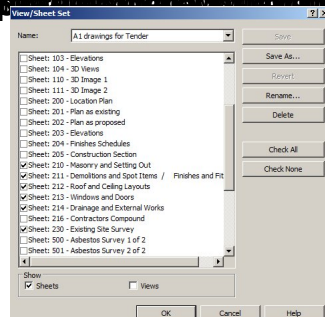 View/Sheet Set
Name: A1 drawings for Tender
Save
Save As...
Revert
Rename...
Delete
Check All
Check None
Sheet: 103 - Elevations
Sheet: 104 - 3D Views
Sheet: 110 - 3D Image 1
Sheet: 111 - 3D Image 2
Sheet: 200 - Location Plan
Sheet: 201 - Plan as existing
Sheet: 202 - Plan as proposed
Sheet: 203 - Elevations
Sheet: 204 - Finishes Schedules
Sheet: 205 - Construction Section
Sheet: 210 - Masonry and Setting Out
Sheet: 211 - Demolitions and Spot Items / Finishes and Fit
Sheet: 212 - Roof and Ceiling Layouts
Sheet: 213 - Windows and Doors
Sheet: 214 - Drainage and External Works
Sheet: 216 - Contractors Compound
Sheet: 230 - Existing Site Survey
Sheet: 500 - Asbestos Survey 1 of 2
Sheet: 501 - Asbestos Survey 2 of 2
Show
Sheets Views
OK Cancel Help